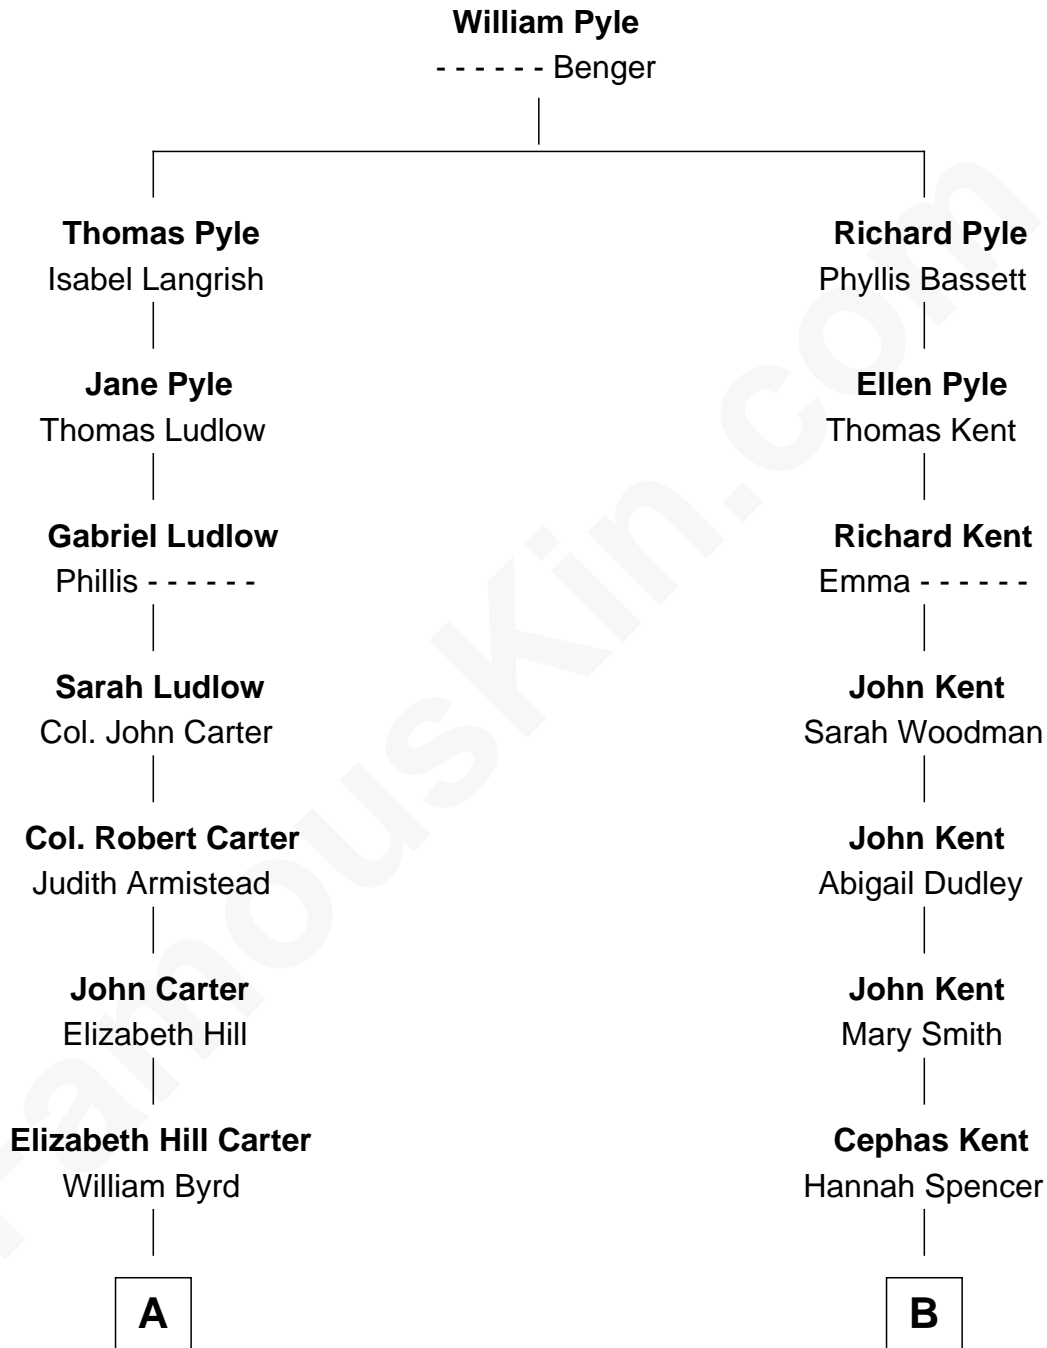 William Pyle
- - - - - - Benger
Thomas Pyle
Isabel Langrish
Jane Pyle
Thomas Ludlow
Gabriel Ludlow
Phillis - - - - - -
Sarah Ludlow
Col. John Carter
Col. Robert Carter
Judith Armistead
John Carter
Elizabeth Hill
Elizabeth Hill Carter
William Byrd
A
Richard Pyle
Phyllis Bassett
Ellen Pyle
Thomas Kent
Richard Kent
Emma - - - - - -
John Kent
Sarah Woodman
John Kent
Abigail Dudley
John Kent
Mary Smith
Cephas Kent
Hannah Spencer
B
FamousKin.com